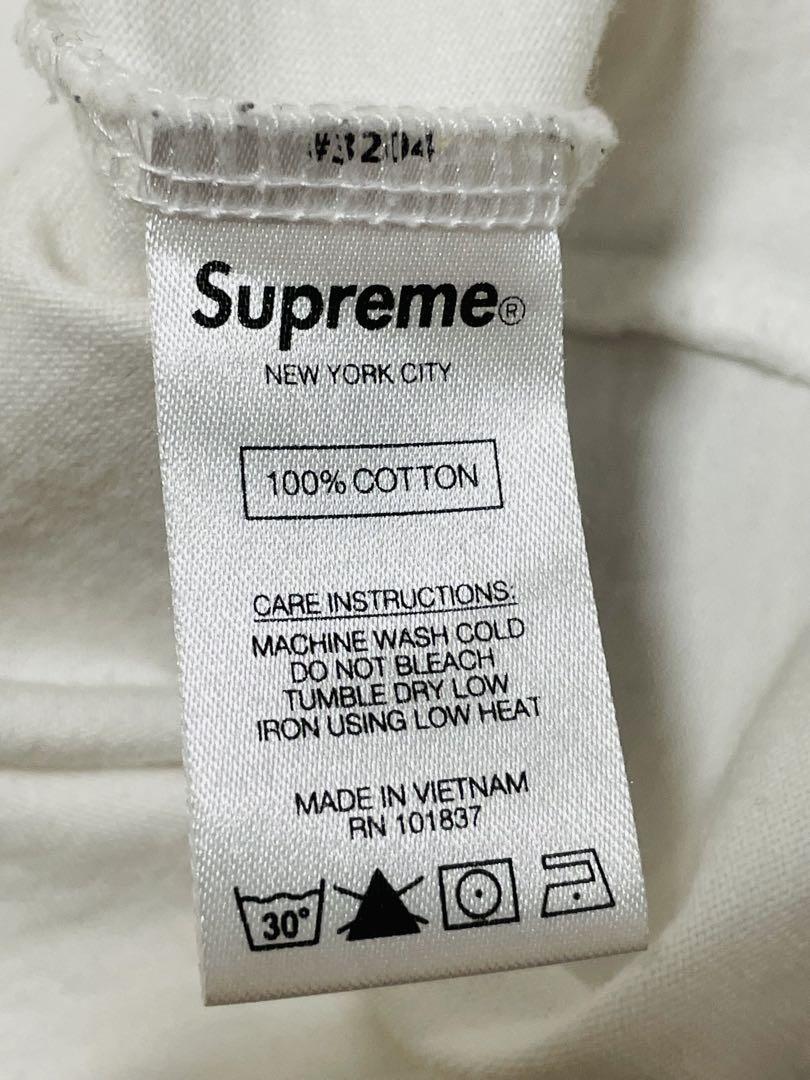 #3204
Supreme®
NEW YORK CITY
100% COTTON
CARE INSTRUCTIONS:
MACHINE WASH COLD
DO NOT BLEACH
TUMBLE DRY LOW
IRON USING LOW HEAT
MADE IN VIETNAM
RN 101837
30°